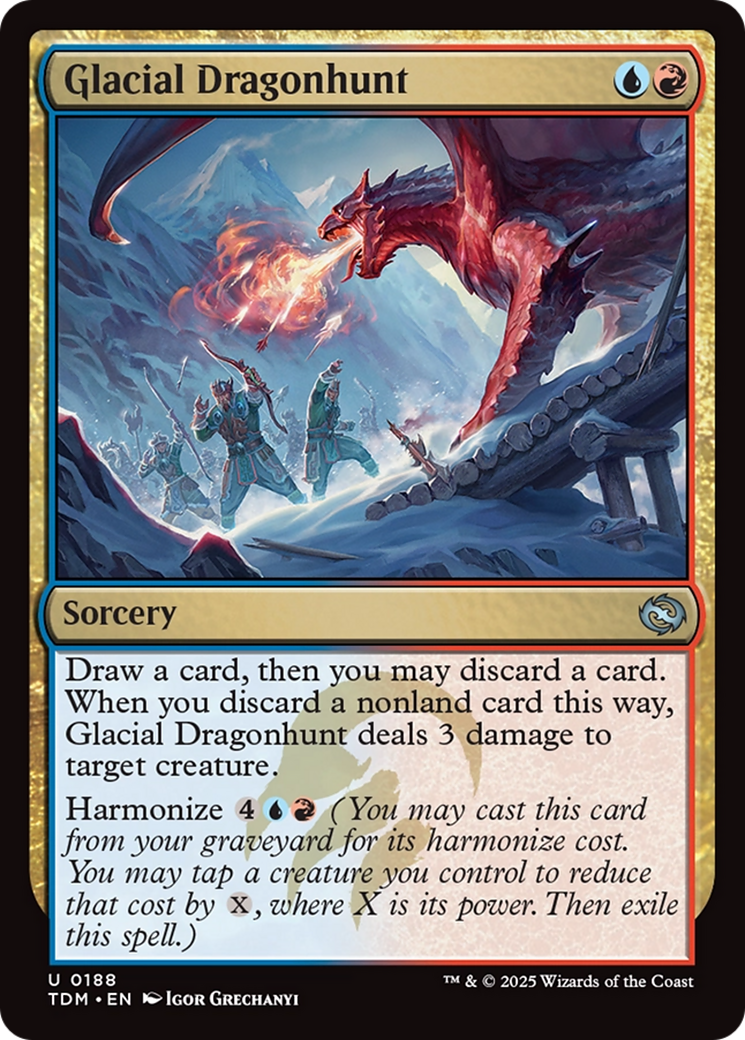 Glacial Dragonhunt
Sorcery
Draw a card, then you may discard a card.
When you discard a nonland card this way,
Glacial Dragonhunt deals 3 damage to
target creature.
Harmonize 4 (You may cast this card
from your graveyard for its harmonize cost.
You may tap a creature you control to reduce
that cost by X, where X is its power. Then exile
this spell.)
U 0188
TDM • EN Igor Grechanyi
™ & © 2025 Wizards of the Coast